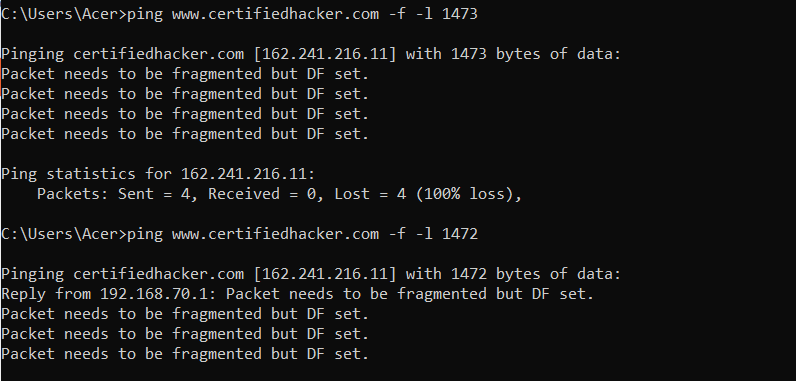 C:\Users\Acer>ping www.certifiedhacker.com -f -l 1473
Pinging certifiedhacker.com [162.241.216.11] with 1473 bytes of data:
Packet needs to be fragmented but DF set.
Packet needs to be fragmented but DF set.
Packet needs to be fragmented but DF set.
Packet needs to be fragmented but DF set.
Ping statistics for 162.241.216.11:
    Packets: Sent = 4, Received = 0, Lost = 4 (100% loss),
C:\Users\Acer>ping www.certifiedhacker.com -f -l 1472
Pinging certifiedhacker.com [162.241.216.11] with 1472 bytes of data:
Reply from 192.168.70.1: Packet needs to be fragmented but DF set.
Packet needs to be fragmented but DF set.
Packet needs to be fragmented but DF set.
Packet needs to be fragmented but DF set.